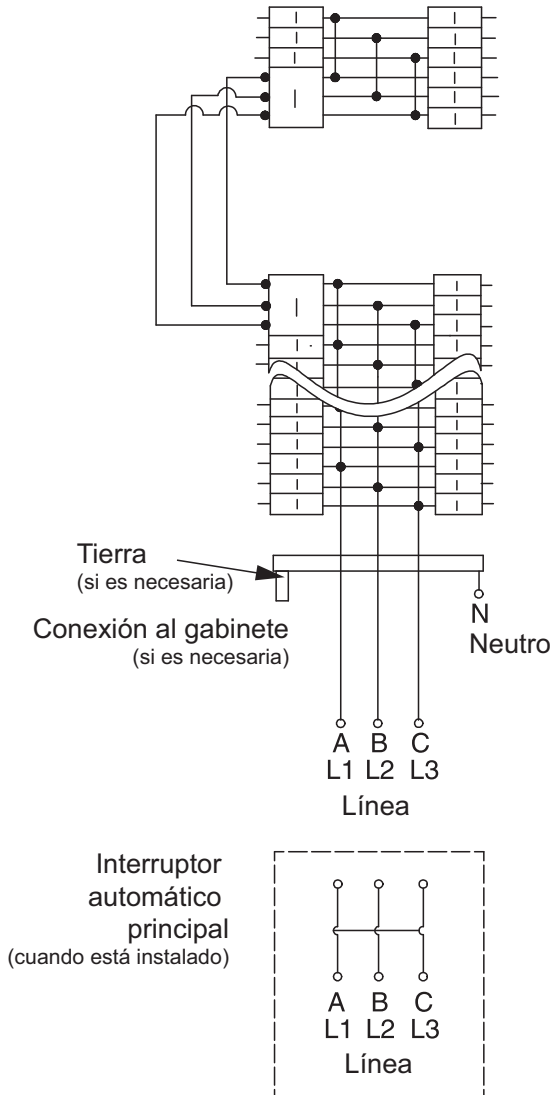 Tierra
(si es necesaria)
Conexión al gabinete
(si es necesaria)
N
Neutro
A B C
L1 L2 L3
Línea
Interruptor
automático
principal
(cuando está instalado)
A B C
L1 L2 L3
Línea